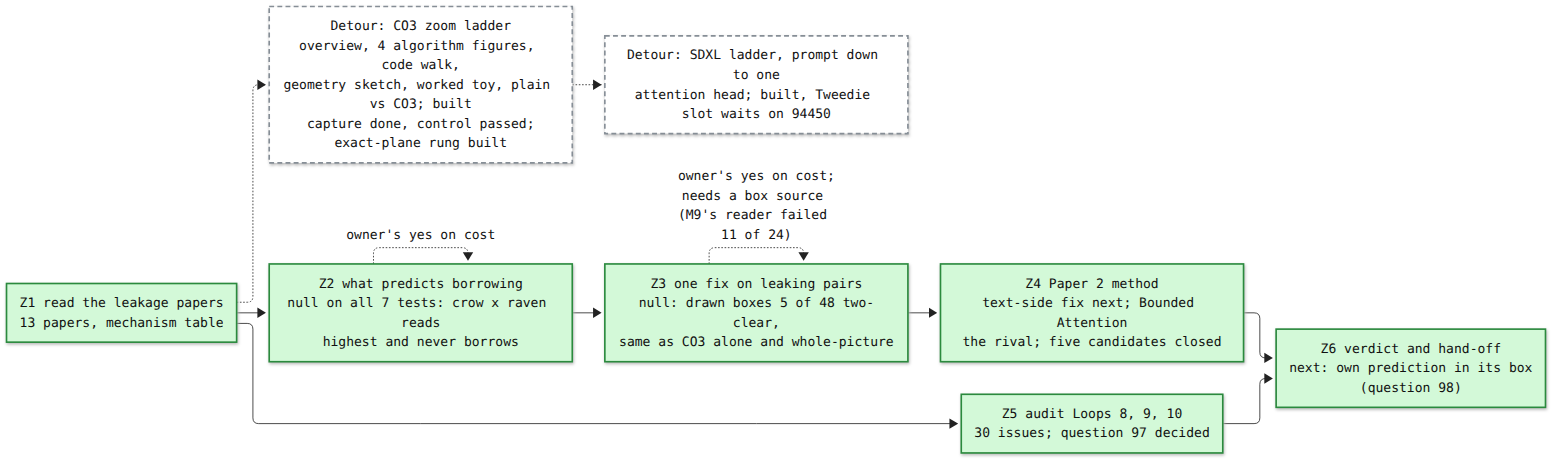 Detour: CO3 zoom ladder
overview, 4 algorithm figures,
code walk,
geometry sketch, worked toy, plain
vs CO3; built
capture done, control passed;
exact-plane rung built
Detour: SDXL ladder, prompt down
to one
attention head; built, Tweedie
slot waits on 94450
owner's yes on cost;
needs a box source
(M9's reader failed
11 of 24)
owner's yes on cost
Z1 read the leakage papers
13 papers, mechanism table
Z2 what predicts borrowing
null on all 7 tests: crow x raven
reads
highest and never borrows
Z3 one fix on leaking pairs
null: drawn boxes 5 of 48 two-
clear,
same as CO3 alone and whole-picture
Z4 Paper 2 method
text-side fix next; Bounded
Attention
the rival; five candidates closed
Z5 audit Loops 8, 9, 10
30 issues; question 97 decided
Z6 verdict and hand-off
next: own prediction in its box
(question 98)